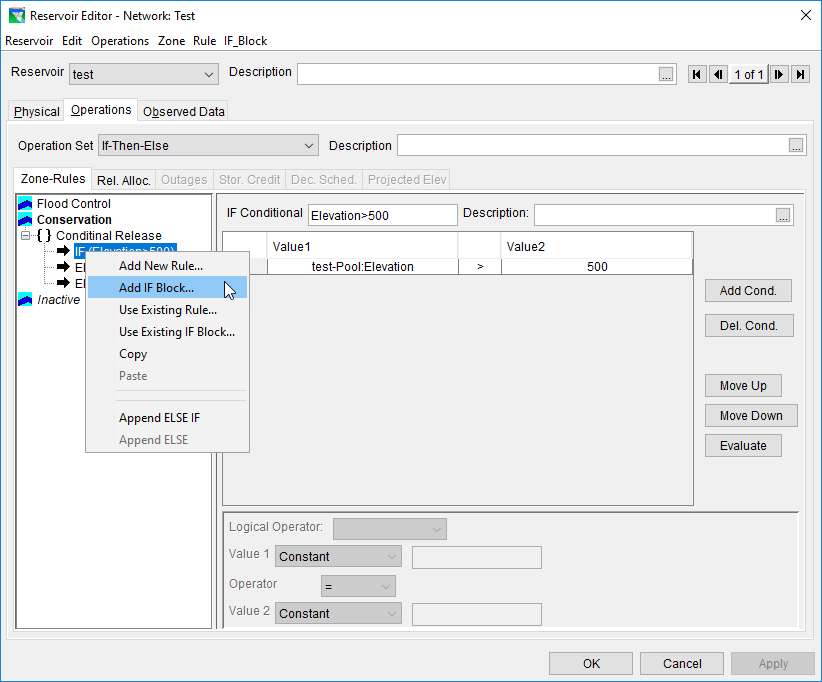 Reservoir Editor - Network: Test
Reservoir Edit Operations Zone Rule IF_Block
Reservoir test Description ... 1 of 1
Physical Operations Observed Data
Operation Set If-Then-Else Description ...
Zone-Rules Rel. Alloc. Outages Stor. Credit Dec. Sched. Projected Elev
Flood Control
Conservation
{ } Conditinal Release
IF (Elevation>500)
El
El
Inactive
Add New Rule...
Add IF Block...
Use Existing Rule...
Use Existing IF Block...
Copy
Paste
Append ELSE IF
Append ELSE
IF Conditional Elevation>500 Description: ...
Value1 Value2
test-Pool:Elevation > 500
Add Cond.
Del. Cond.
Move Up
Move Down
Evaluate
Logical Operator:
Value 1 Constant
Operator =
Value 2 Constant
OK Cancel Apply